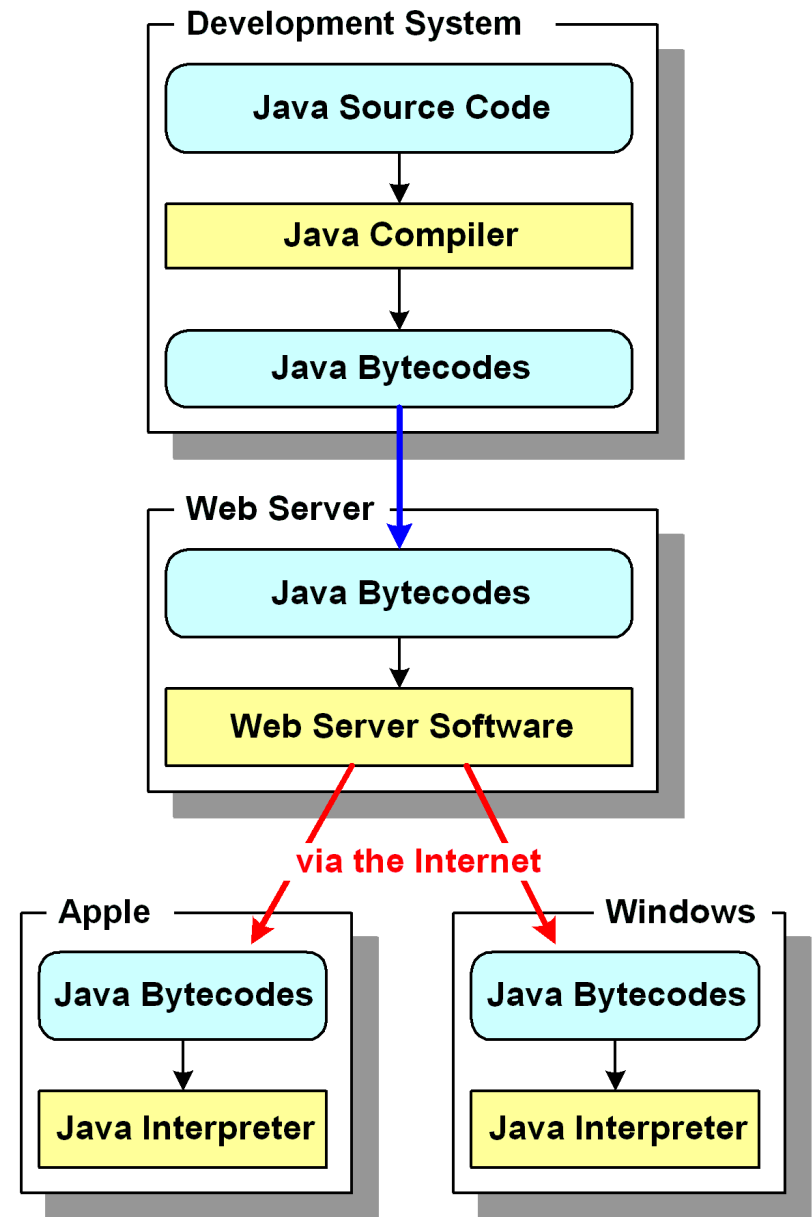 Development System
Java Source Code
Java Compiler
Java Bytecodes
Web Server
Java Bytecodes
Web Server Software
via the Internet
Apple
Java Bytecodes
Java Interpreter
Windows
Java Bytecodes
Java Interpreter